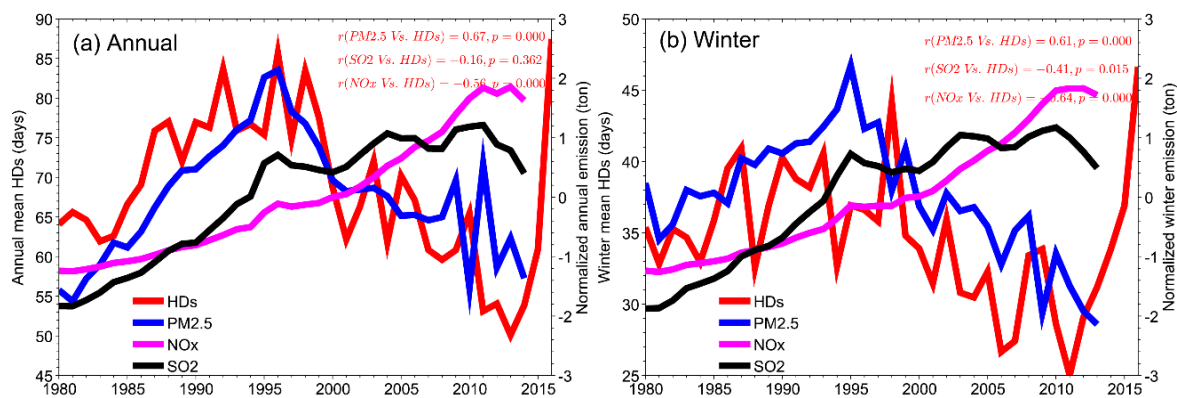 (a) Annual
r(PM2.5 Vs. HDs) = 0.67, p = 0.000
r(SO2 Vs. HDs) = −0.16, p = 0.362
r(NOx Vs. HDs) = −0.56, p = 0.000
Annual mean HDs (days)
90
85
80
75
70
65
60
55
50
45
3
2
1
0
-1
-2
-3
Normalized annual emission (ton)
HDs
PM2.5
NOx
SO2
1980 1985 1990 1995 2000 2005 2010 2015
(b) Winter
r(PM2.5 Vs. HDs) = 0.61, p = 0.000
r(SO2 Vs. HDs) = −0.41, p = 0.015
r(NOx Vs. HDs) = −0.64, p = 0.000
Winter mean HDs (days)
50
45
40
35
30
25
3
2
1
0
-1
-2
-3
Normalized winter emission (ton)
HDs
PM2.5
NOx
SO2
1980 1985 1990 1995 2000 2005 2010 2015